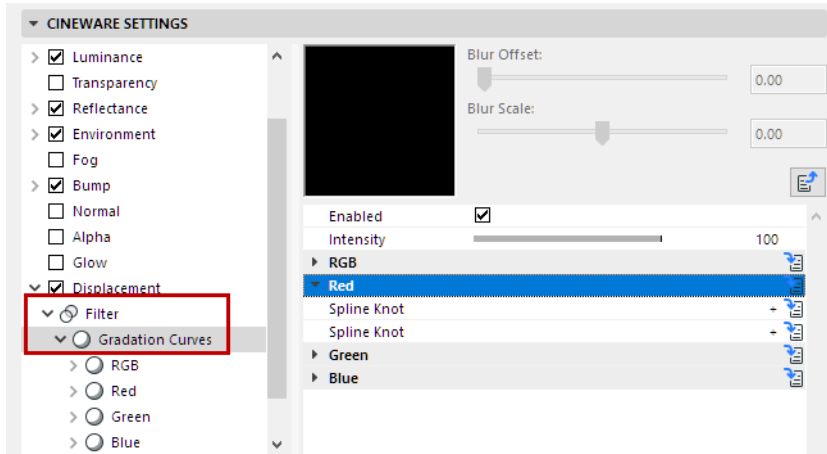 CINEWARE SETTINGS
Luminance
Transparency
Reflectance
Environment
Fog
Bump
Normal
Alpha
Glow
Displacement
Filter
Gradation Curves
RGB
Red
Green
Blue
Blur Offset:
0.00
Blur Scale:
0.00
Enabled
Intensity 100
RGB
Red
Spline Knot +
Spline Knot +
Green
Blue